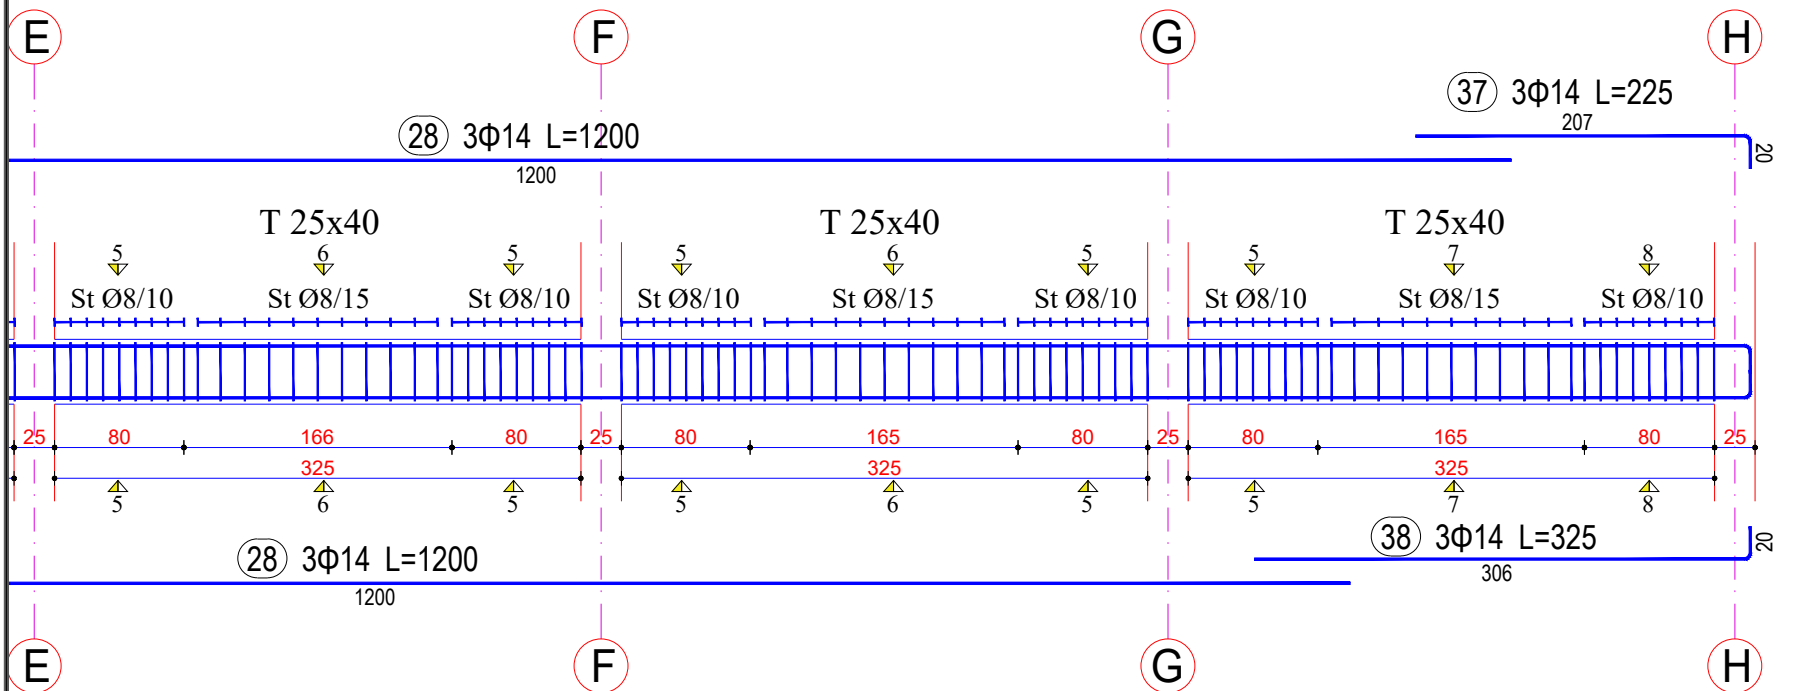 E F G H
37 3Φ14 L=225
207
20
28 3Φ14 L=1200
1200
T 25x40 T 25x40 T 25x40
5 6 5 5 6 5 5 7 8
St Ø8/10 St Ø8/15 St Ø8/10 St Ø8/10 St Ø8/15 St Ø8/10 St Ø8/10 St Ø8/15 St Ø8/10
25 80 166 80 25 80 165 80 25 80 165 80 25
325 325 325
5 6 5 5 6 5 5 7 8
38 3Φ14 L=325
306
20
28 3Φ14 L=1200
1200
E F G H